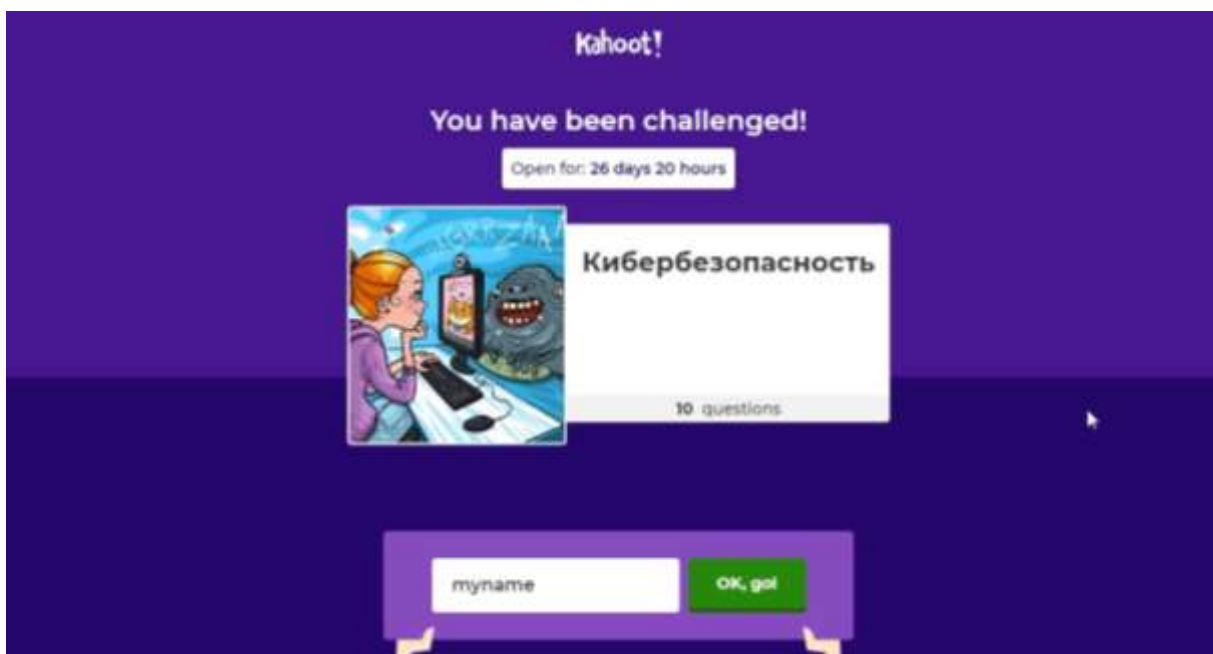 Kahoot!
You have been challenged!
Open for: 26 days 20 hours
Кибербезопасность
10 questions
myname
OK, go!